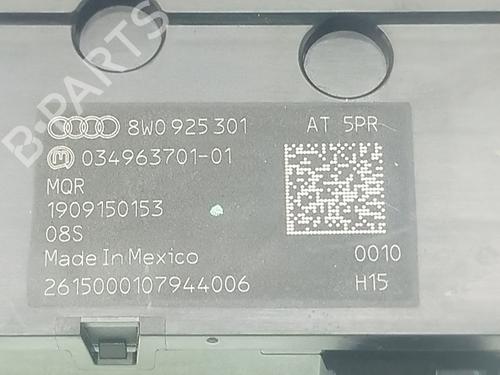 B-PARTS
8W0 925 301 AT 5PR
034963701-01
MQR
1909150153
08S
Made In Mexico 0010
2615000107944006 H15